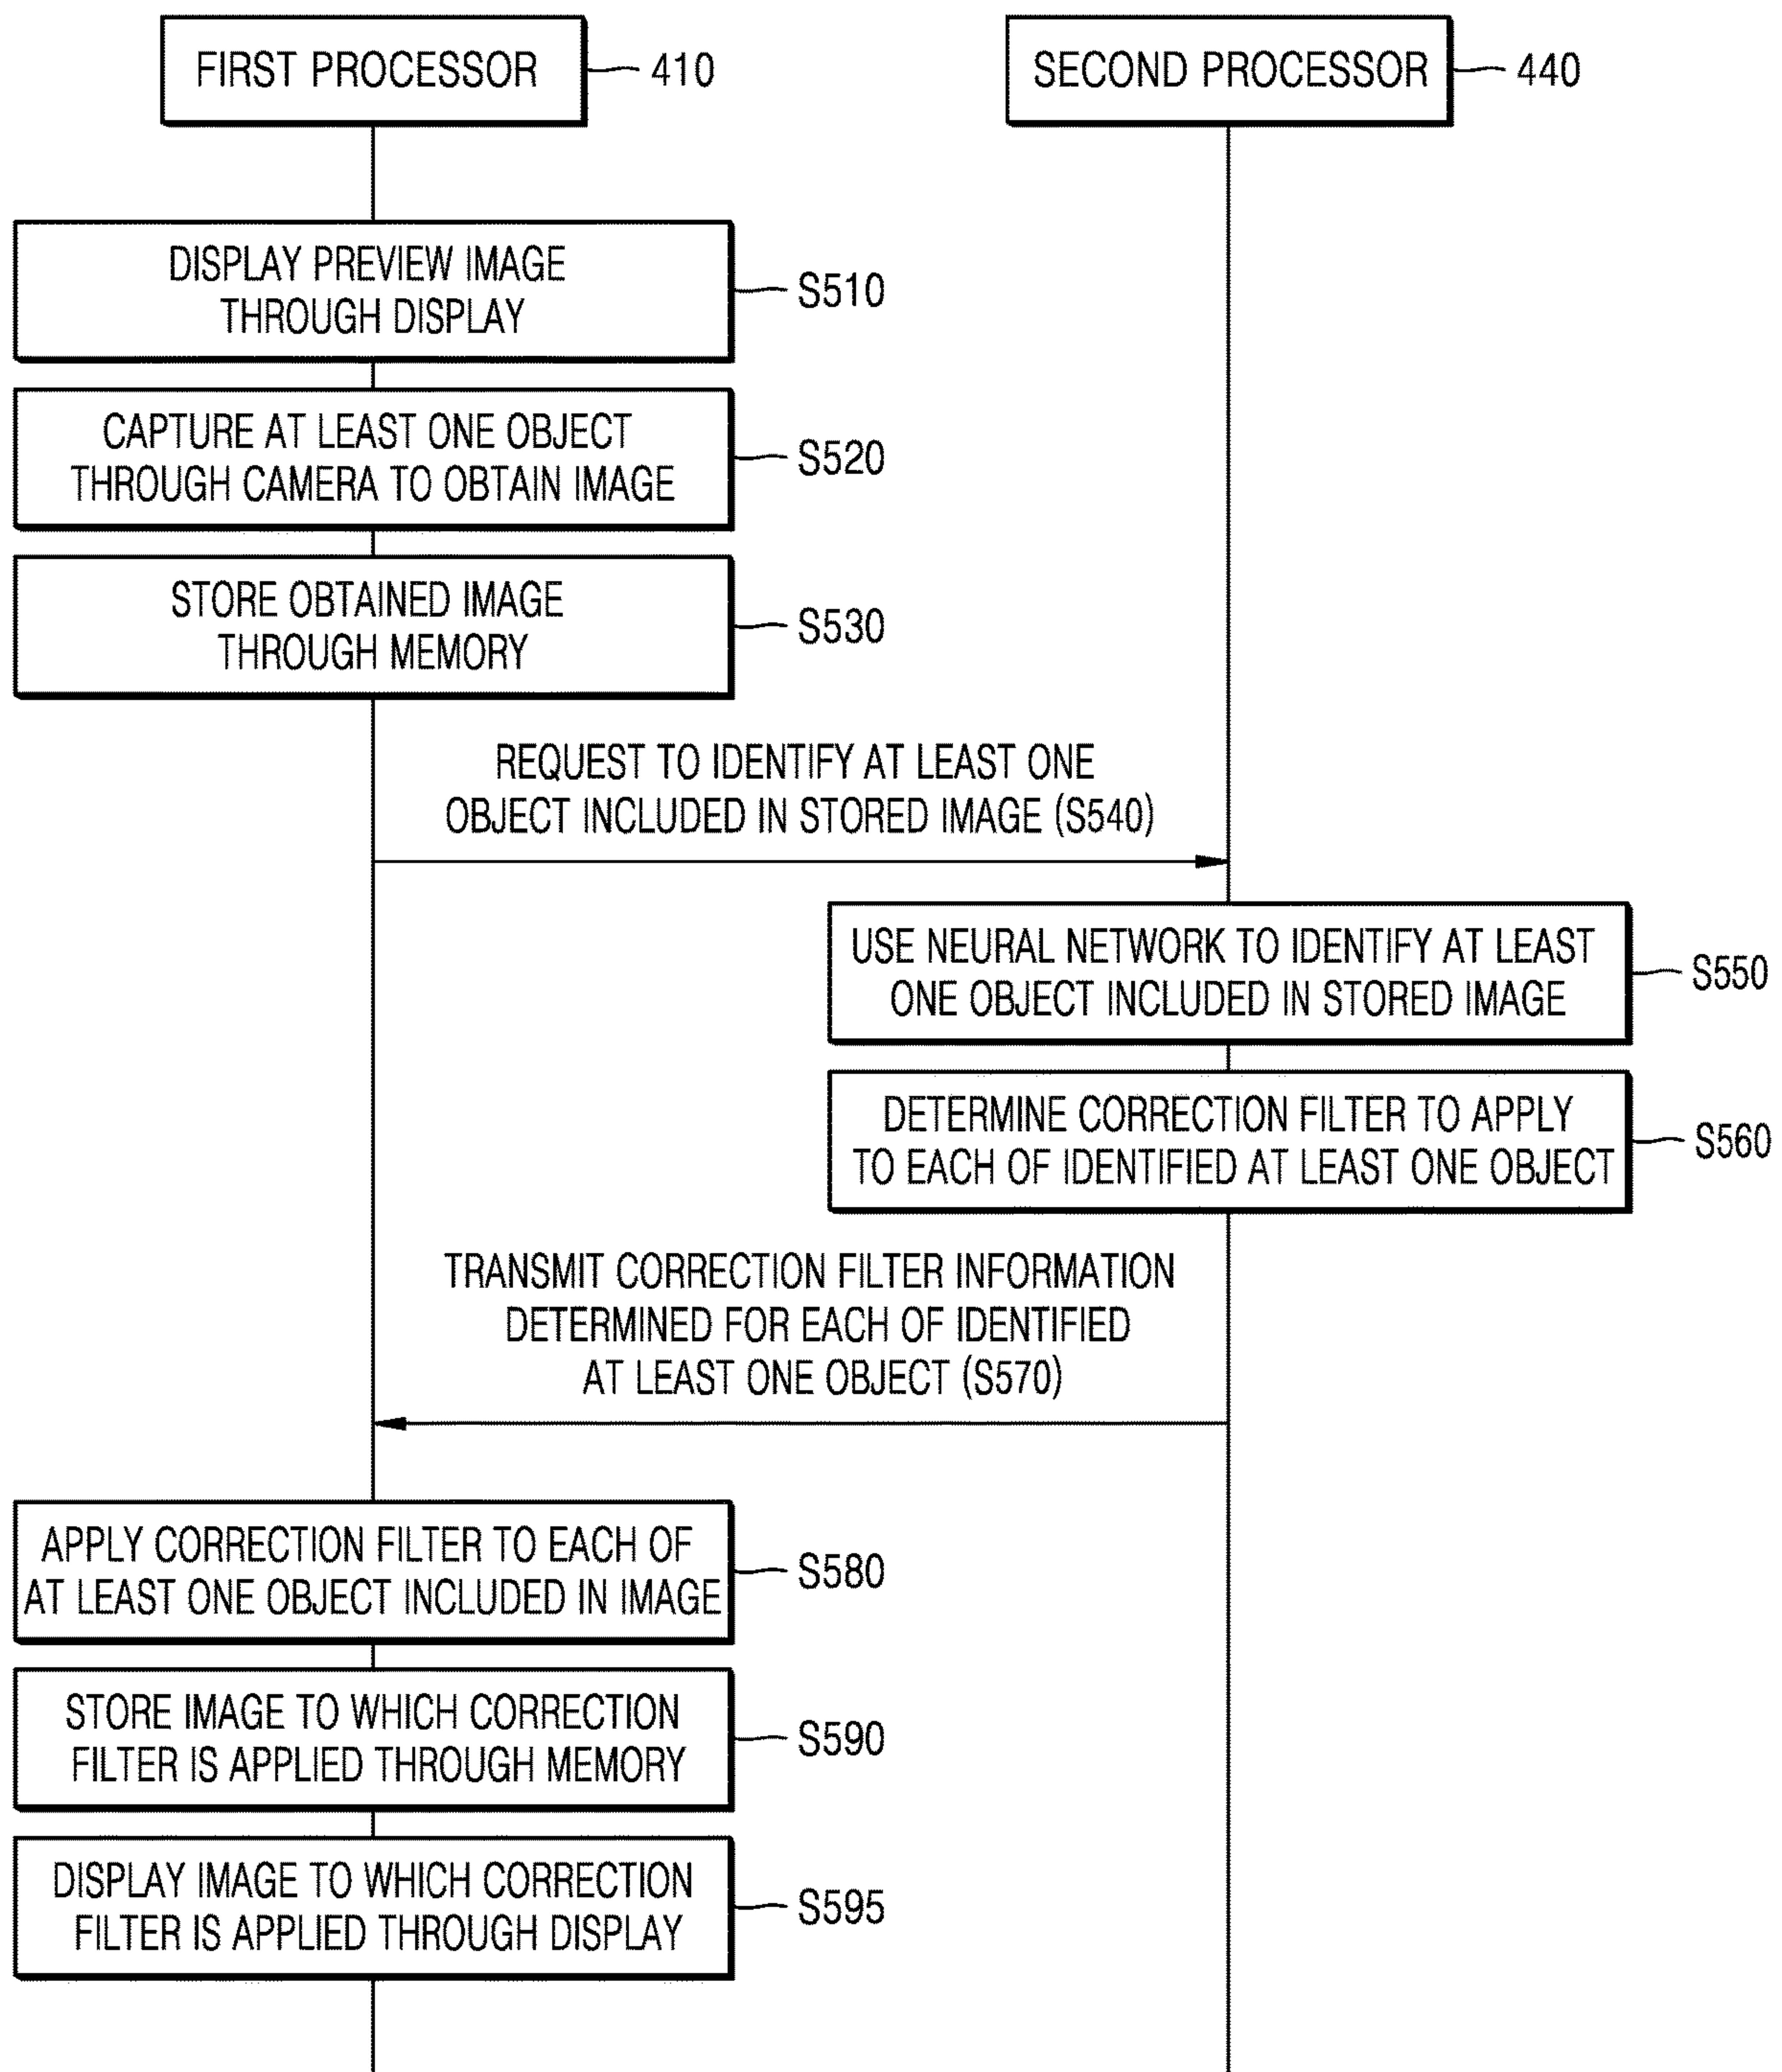 FIRST PROCESSOR 410
SECOND PROCESSOR 440
DISPLAY PREVIEW IMAGE
THROUGH DISPLAY
S510
CAPTURE AT LEAST ONE OBJECT
THROUGH CAMERA TO OBTAIN IMAGE
S520
STORE OBTAINED IMAGE
THROUGH MEMORY
S530
REQUEST TO IDENTIFY AT LEAST ONE
OBJECT INCLUDED IN STORED IMAGE (S540)
USE NEURAL NETWORK TO IDENTIFY AT LEAST
ONE OBJECT INCLUDED IN STORED IMAGE
S550
DETERMINE CORRECTION FILTER TO APPLY
TO EACH OF IDENTIFIED AT LEAST ONE OBJECT
S560
TRANSMIT CORRECTION FILTER INFORMATION
DETERMINED FOR EACH OF IDENTIFIED
AT LEAST ONE OBJECT (S570)
APPLY CORRECTION FILTER TO EACH OF
AT LEAST ONE OBJECT INCLUDED IN IMAGE
S580
STORE IMAGE TO WHICH CORRECTION
FILTER IS APPLIED THROUGH MEMORY
S590
DISPLAY IMAGE TO WHICH CORRECTION
FILTER IS APPLIED THROUGH DISPLAY
S595